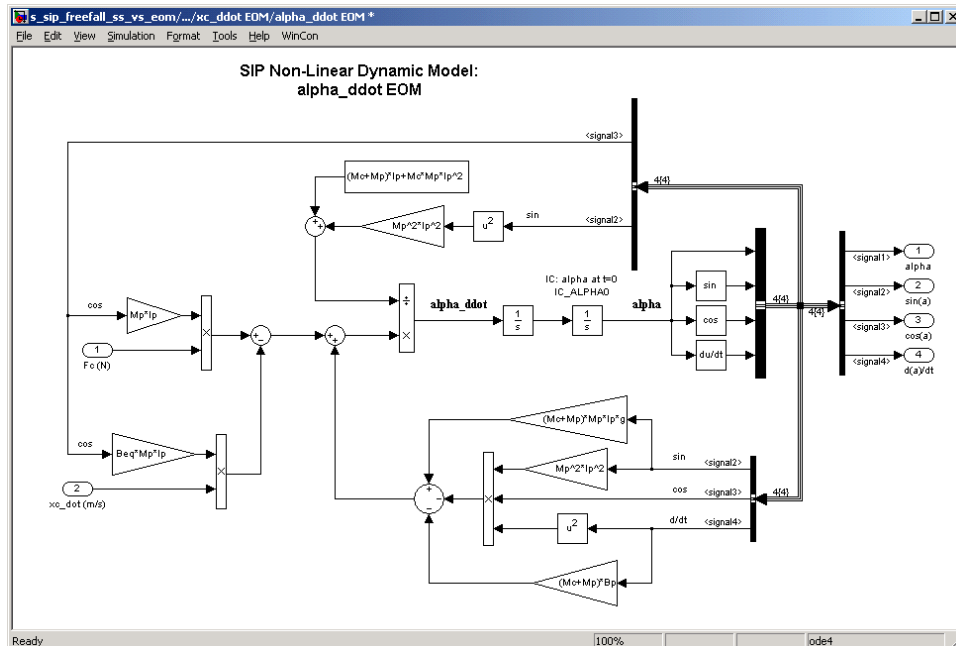 s_sip_freefall_ss_vs_eom/.../xc_ddot EOM/alpha_ddot EOM *
File Edit View Simulation Format Tools Help WinCon
SIP Non-Linear Dynamic Model:
alpha_ddot EOM
<signal3>
(Mc+Mp)*Ip+Mc*Mp*lp^2
4{4}
sin
<signal2>
Mp^2*lp^2
u²
+
+
IC: alpha at t=0
IC_ALPHA0
÷
×
alpha_ddot
1
s
1
s
alpha
sin
cos
du/dt
4{4}
4{4}
<signal1>
1
alpha
<signal2>
2
sin(a)
<signal3>
3
cos(a)
<signal4>
4
d(a)/dt
cos
Mp*lp
×
1
Fc (N)
+
−
+
+
cos
Beq*Mp*lp
×
2
xc_dot (m/s)
(Mc+Mp)*Mp*lp*g
sin
<signal2>
Mp^2*lp^2
cos
<signal3>
4{4}
×
+
−
−
d/dt
<signal4>
u²
(Mc+Mp)*Bp
Ready
100%
ode4